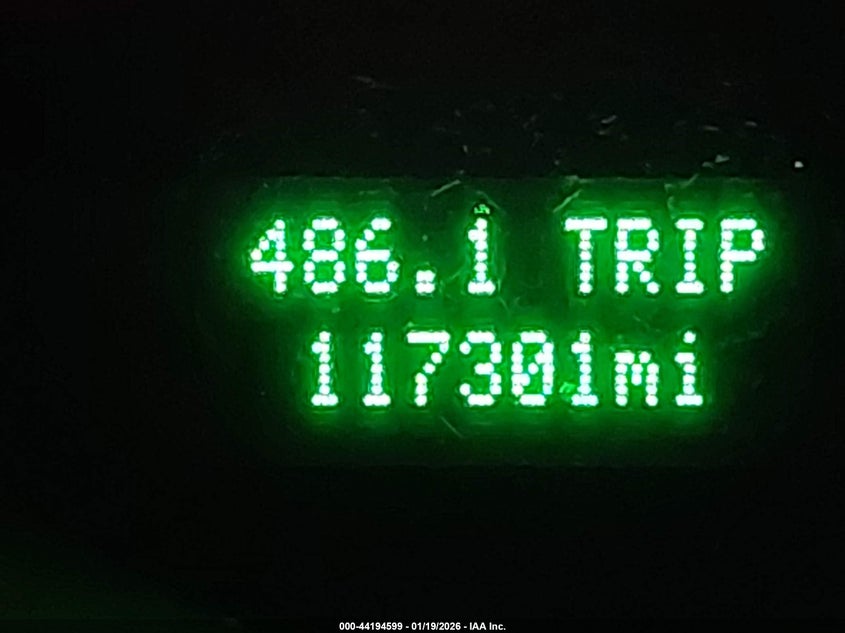 486.1 TRIP
117301mi
000-44194599 - 01/19/2026 - IAA Inc.